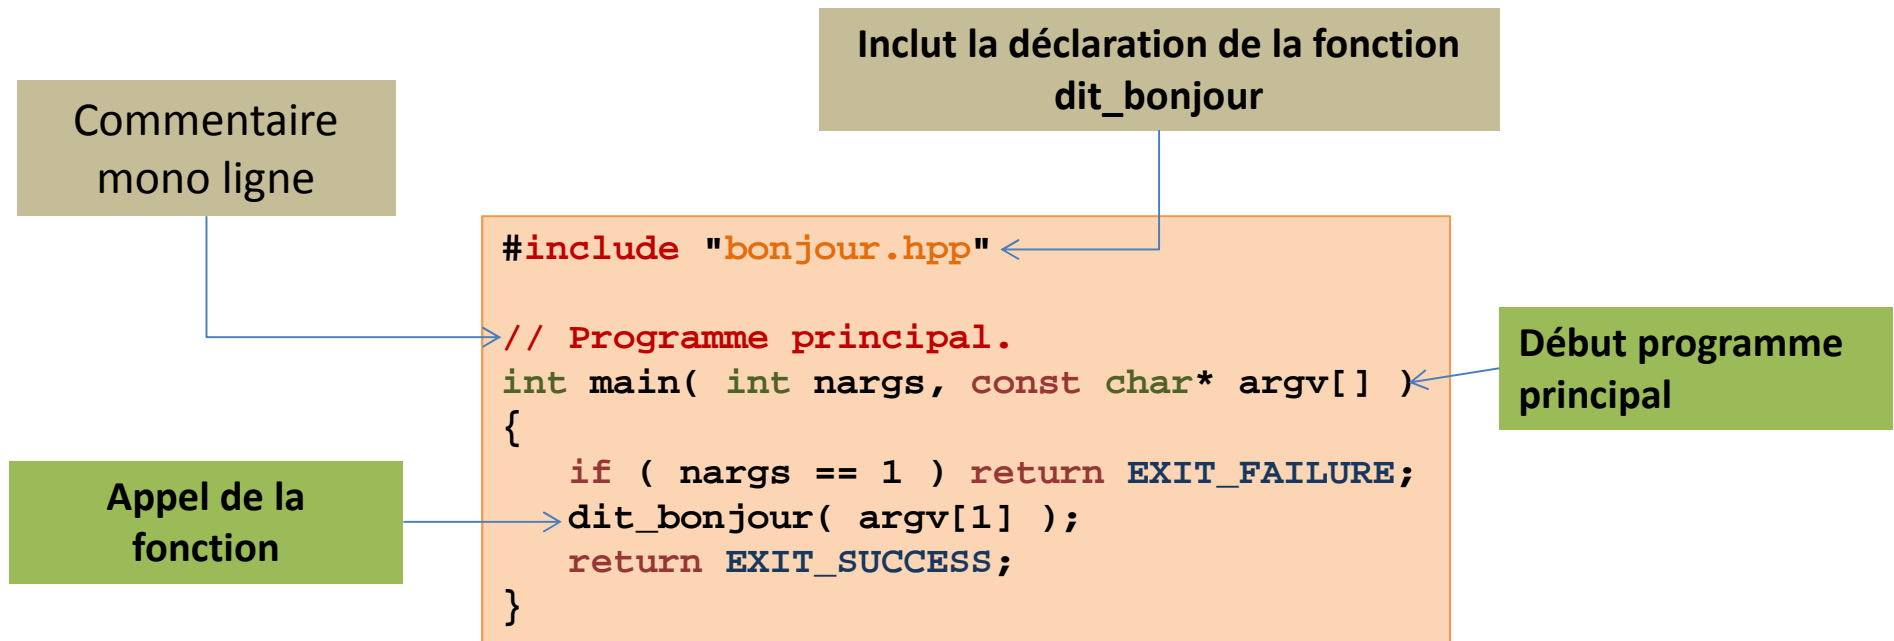 Inclut la déclaration de la fonction
dit_bonjour
Commentaire
mono ligne
#include "bonjour.hpp"
// Programme principal.
int main( int nargs, const char* argv[] )
{
if ( nargs == 1 ) return EXIT_FAILURE;
dit_bonjour( argv[1] );
return EXIT_SUCCESS;
}
Début programme
principal
Appel de la
fonction